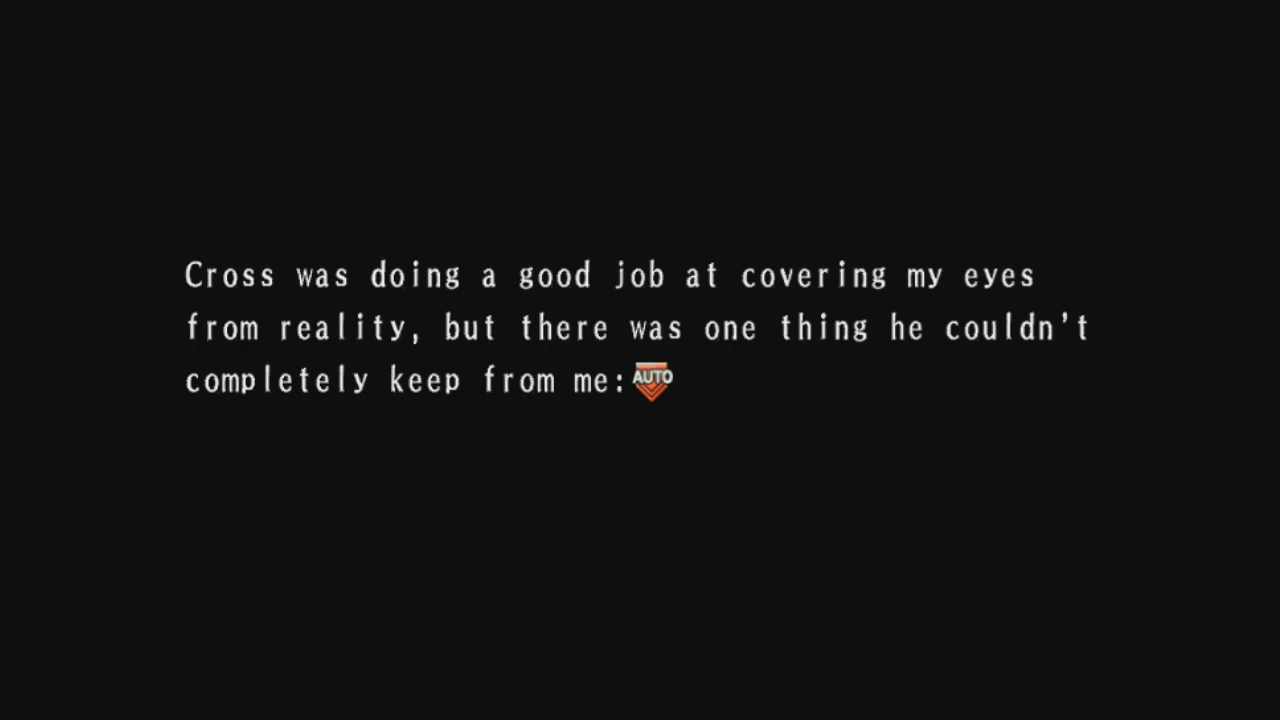 Cross was doing a good job at covering my eyes
from reality, but there was one thing he couldn't
completely keep from me:
AUTO